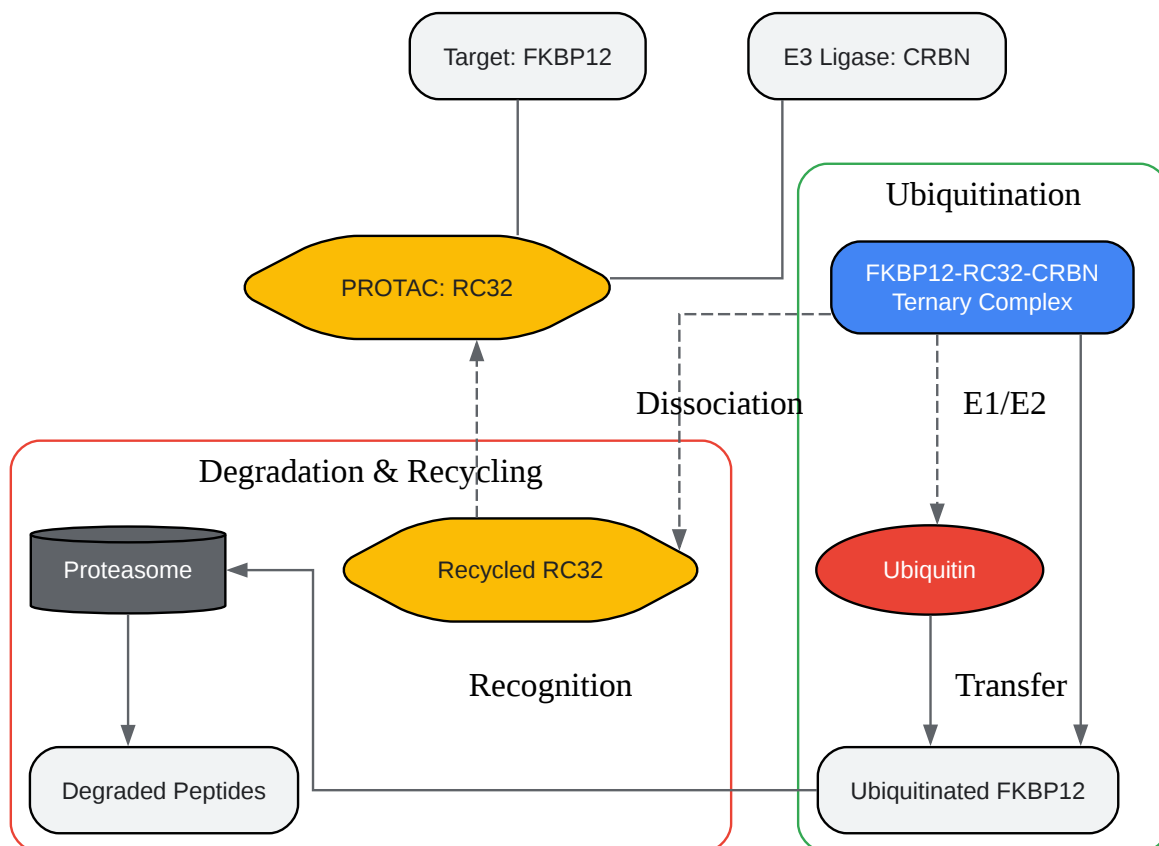 Target: FKBP12
E3 Ligase: CRBN
Ubiquitination
PROTAC: RC32
FKBP12-RC32-CRBN
Ternary Complex
Dissociation
E1/E2
Degradation & Recycling
Proteasome
Recycled RC32
Ubiquitin
Recognition
Transfer
Degraded Peptides
Ubiquitinated FKBP12